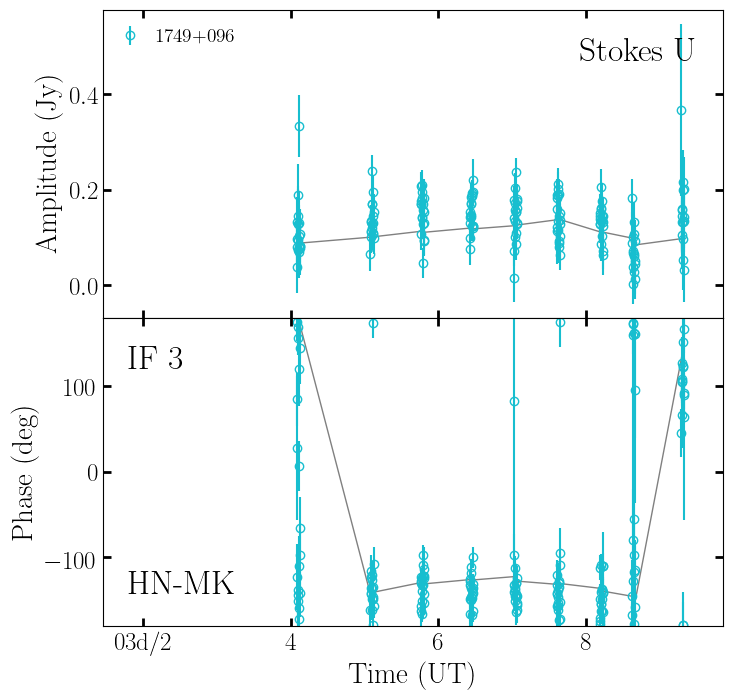 1749+096
Stokes U
Amplitude (Jy)
0.4
0.2
0.0
IF 3
Phase (deg)
100
0
−100
HN-MK
03d/2
4
6
8
Time (UT)